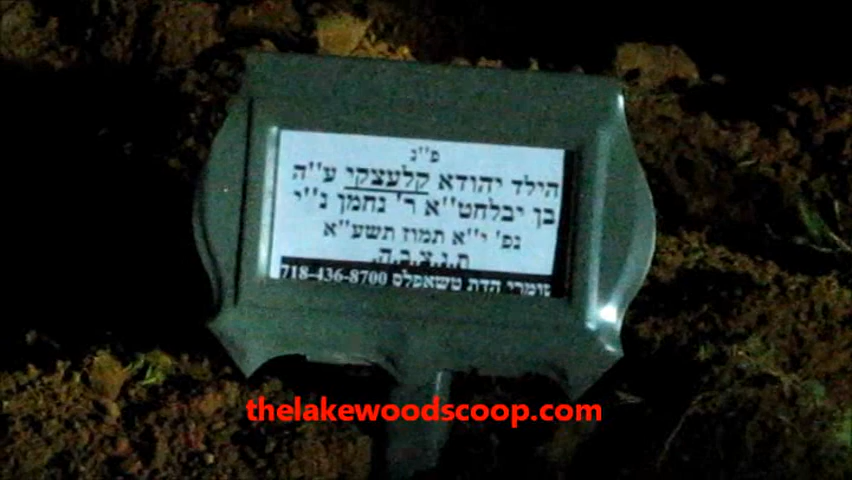 פ"נ
הילד יהודא קלעצקי ע"ה
בן יבלחט"א ר' נחמן נ"י
נפ' י"א תמוז תשע"א
ת.נ.צ.ב.ה.
שומרי הדת טשאפלס 718-436-8700
thelakewoodscoop.com